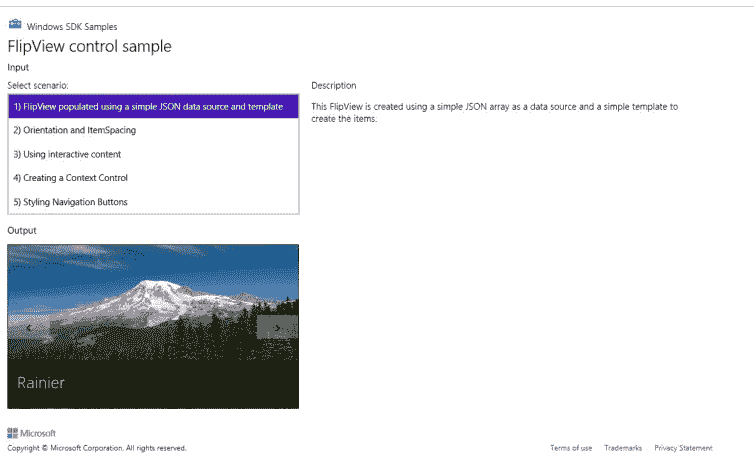 Windows SDK Samples
FlipView control sample
Input
Select scenario:
1) FlipView populated using a simple JSON data source and template
2) Orientation and ItemSpacing
3) Using interactive content
4) Creating a Context Control
5) Styling Navigation Buttons
Description
This FlipView is created using a simple JSON array as a data source and a simple template to
create the items.
Output
Rainier
Microsoft
Copyright © Microsoft Corporation. All rights reserved.
Terms of use Trademarks Privacy Statement